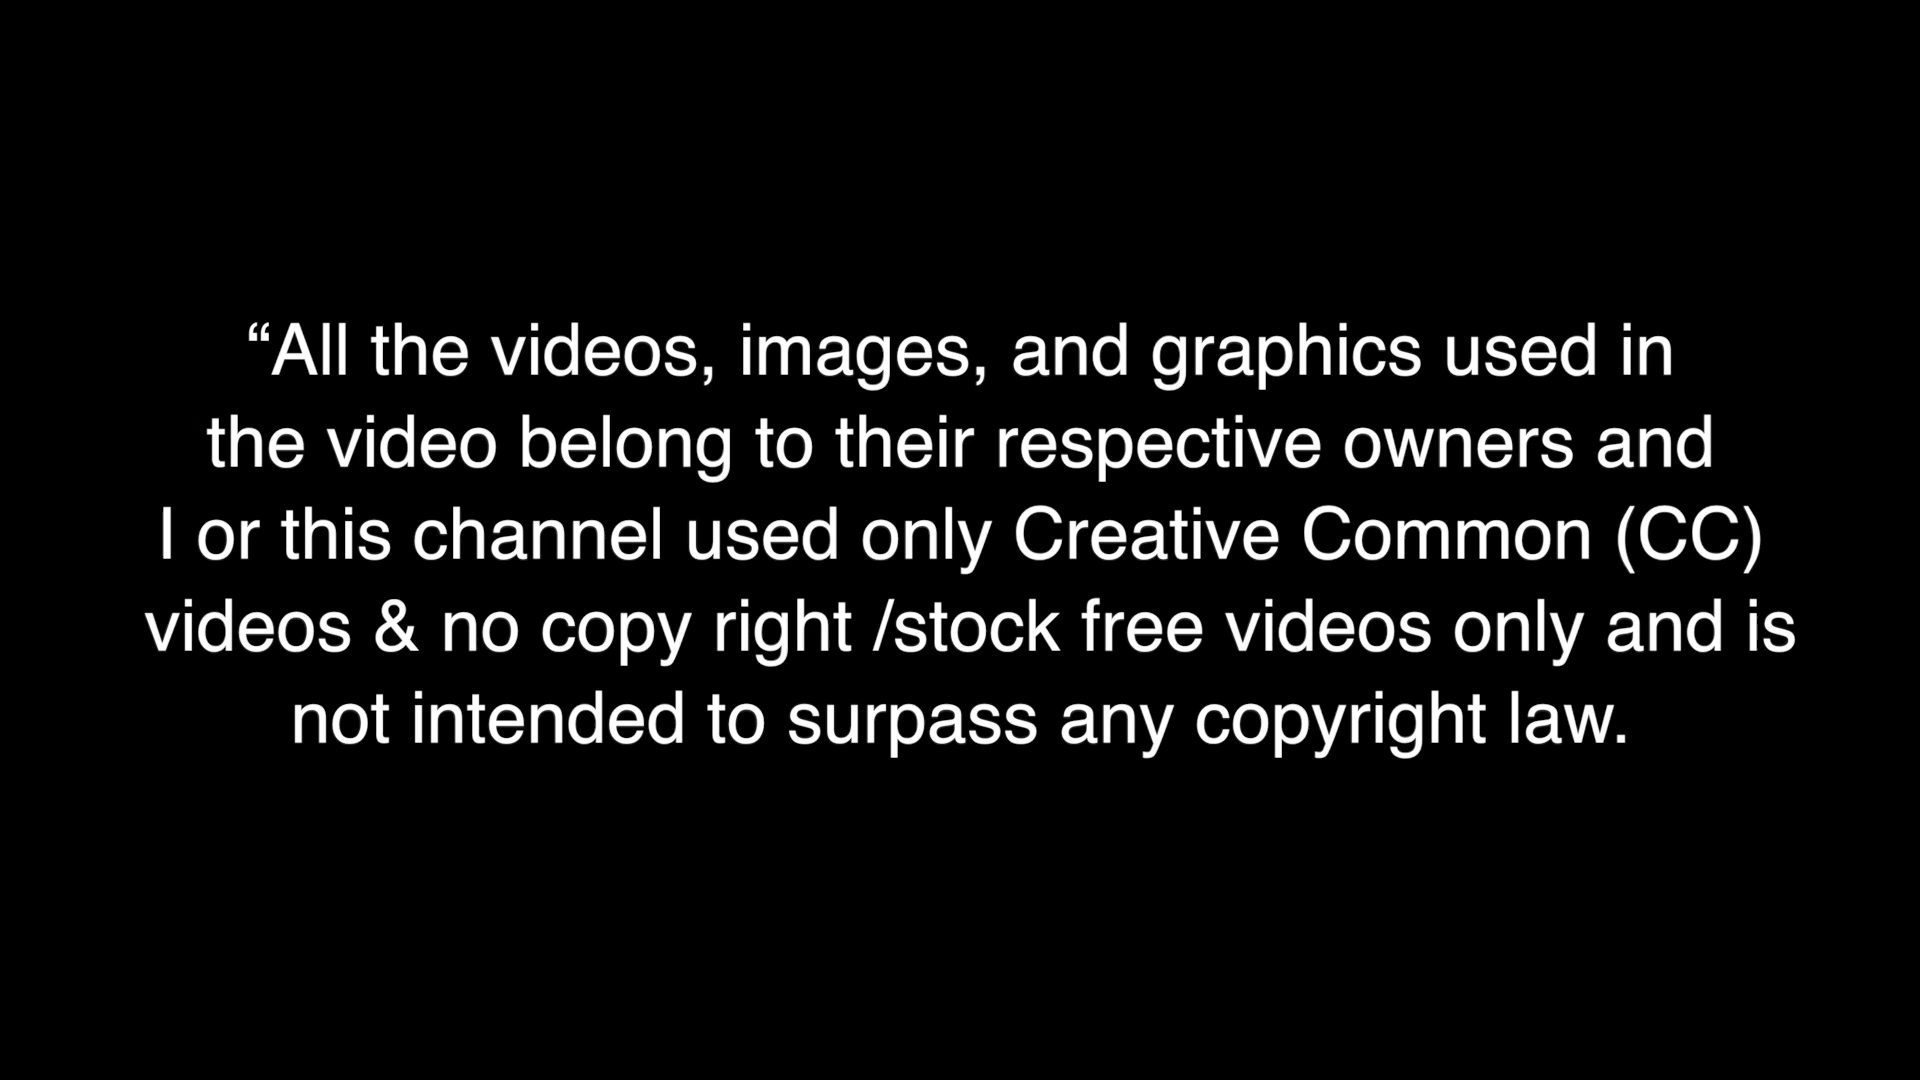 “All the videos, images, and graphics used in
the video belong to their respective owners and
I or this channel used only Creative Common (CC)
videos & no copy right /stock free videos only and is
not intended to surpass any copyright law.